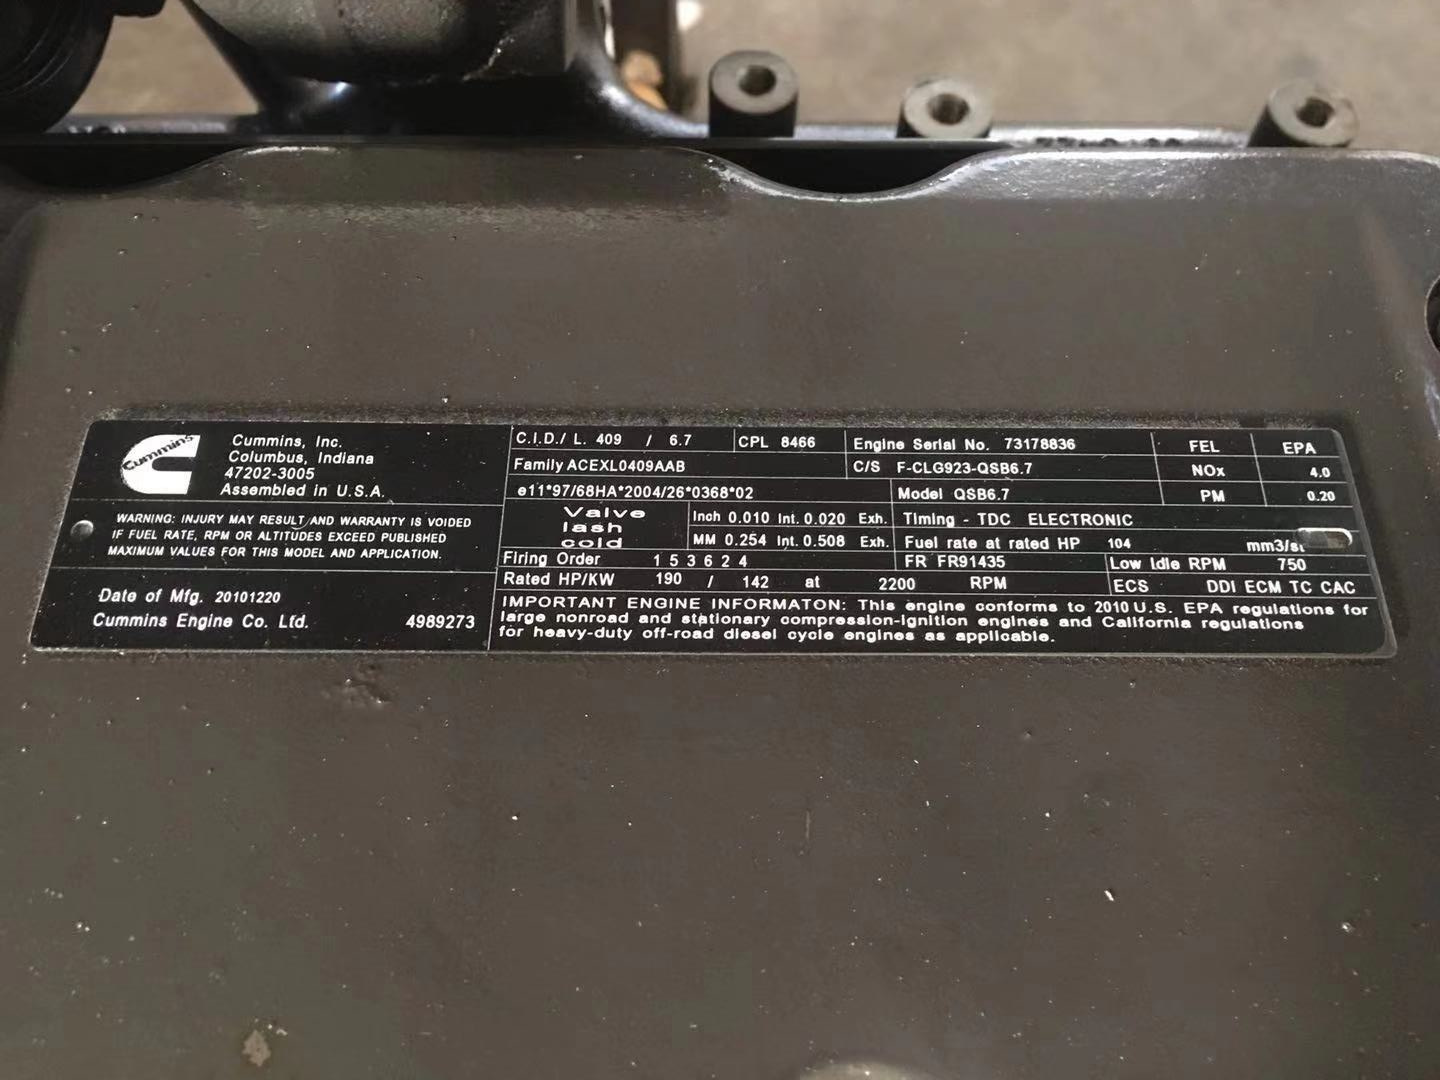 Cummins
Cummins, Inc.
Columbus, Indiana
47202-3005
Assembled in U.S.A.
WARNING: INJURY MAY RESULT AND WARRANTY IS VOIDED
IF FUEL RATE, RPM OR ALTITUDES EXCEED PUBLISHED
MAXIMUM VALUES FOR THIS MODEL AND APPLICATION.
Date of Mfg. 20101220
Cummins Engine Co. Ltd. 4989273
C.I.D./ L. 409 / 6.7 CPL 8466 Engine Serial No. 73178836 FEL EPA
Family ACEXL0409AAB C/S F-CLG923-QSB6.7 NOx 4.0
e11*97/68HA*2004/26*0368*02 Model QSB6.7 PM 0.20
Valve
lash
cold
Inch 0.010 Int. 0.020 Exh. Timing - TDC ELECTRONIC
MM 0.254 Int. 0.508 Exh. Fuel rate at rated HP 104 mm3/st
Firing Order 1 5 3 6 2 4 FR FR91435 Low Idle RPM 750
Rated HP/KW 190 / 142 at 2200 RPM ECS DDI ECM TC CAC
IMPORTANT ENGINE INFORMATON: This engine conforms to 2010 U.S. EPA regulations for
large nonroad and stationary compression-ignition engines and California regulations
for heavy-duty off-road diesel cycle engines as applicable.